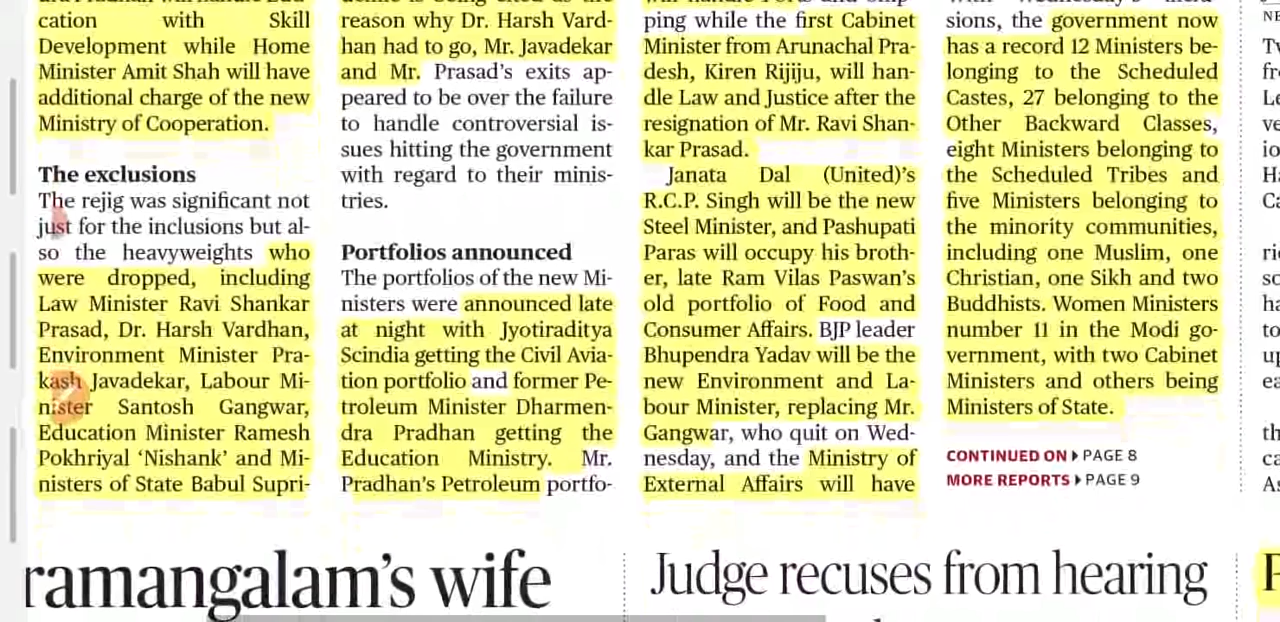 cation with Skill
Development while Home
Minister Amit Shah will have
additional charge of the new
Ministry of Cooperation.
The exclusions
The rejig was significant not
just for the inclusions but al-
so the heavyweights who
were dropped, including
Law Minister Ravi Shankar
Prasad, Dr. Harsh Vardhan,
Environment Minister Pra-
kash Javadekar, Labour Mi-
nister Santosh Gangwar,
Education Minister Ramesh
Pokhriyal ‘Nishank’ and Mi-
nisters of State Babul Supri-
reason why Dr. Harsh Vard-
han had to go, Mr. Javadekar
and Mr. Prasad’s exits ap-
peared to be over the failure
to handle controversial is-
sues hitting the government
with regard to their minis-
tries.
Portfolios announced
The portfolios of the new Mi-
nisters were announced late
at night with Jyotiraditya
Scindia getting the Civil Avia-
tion portfolio and former Pe-
troleum Minister Dharmen-
dra Pradhan getting the
Education Ministry. Mr.
Pradhan’s Petroleum portfo-
ping while the first Cabinet
Minister from Arunachal Pra-
desh, Kiren Rijiju, will han-
dle Law and Justice after the
resignation of Mr. Ravi Shan-
kar Prasad.
Janata Dal (United)’s
R.C.P. Singh will be the new
Steel Minister, and Pashupati
Paras will occupy his broth-
er, late Ram Vilas Paswan’s
old portfolio of Food and
Consumer Affairs. BJP leader
Bhupendra Yadav will be the
new Environment and La-
bour Minister, replacing Mr.
Gangwar, who quit on Wed-
nesday, and the Ministry of
External Affairs will have
sions, the government now
has a record 12 Ministers be-
longing to the Scheduled
Castes, 27 belonging to the
Other Backward Classes,
eight Ministers belonging to
the Scheduled Tribes and
five Ministers belonging to
the minority communities,
including one Muslim, one
Christian, one Sikh and two
Buddhists. Women Ministers
number 11 in the Modi go-
vernment, with two Cabinet
Ministers and others being
Ministers of State.
CONTINUED ON PAGE 8
MORE REPORTS PAGE 9
ramangalam’s wife
Judge recuses from hearing